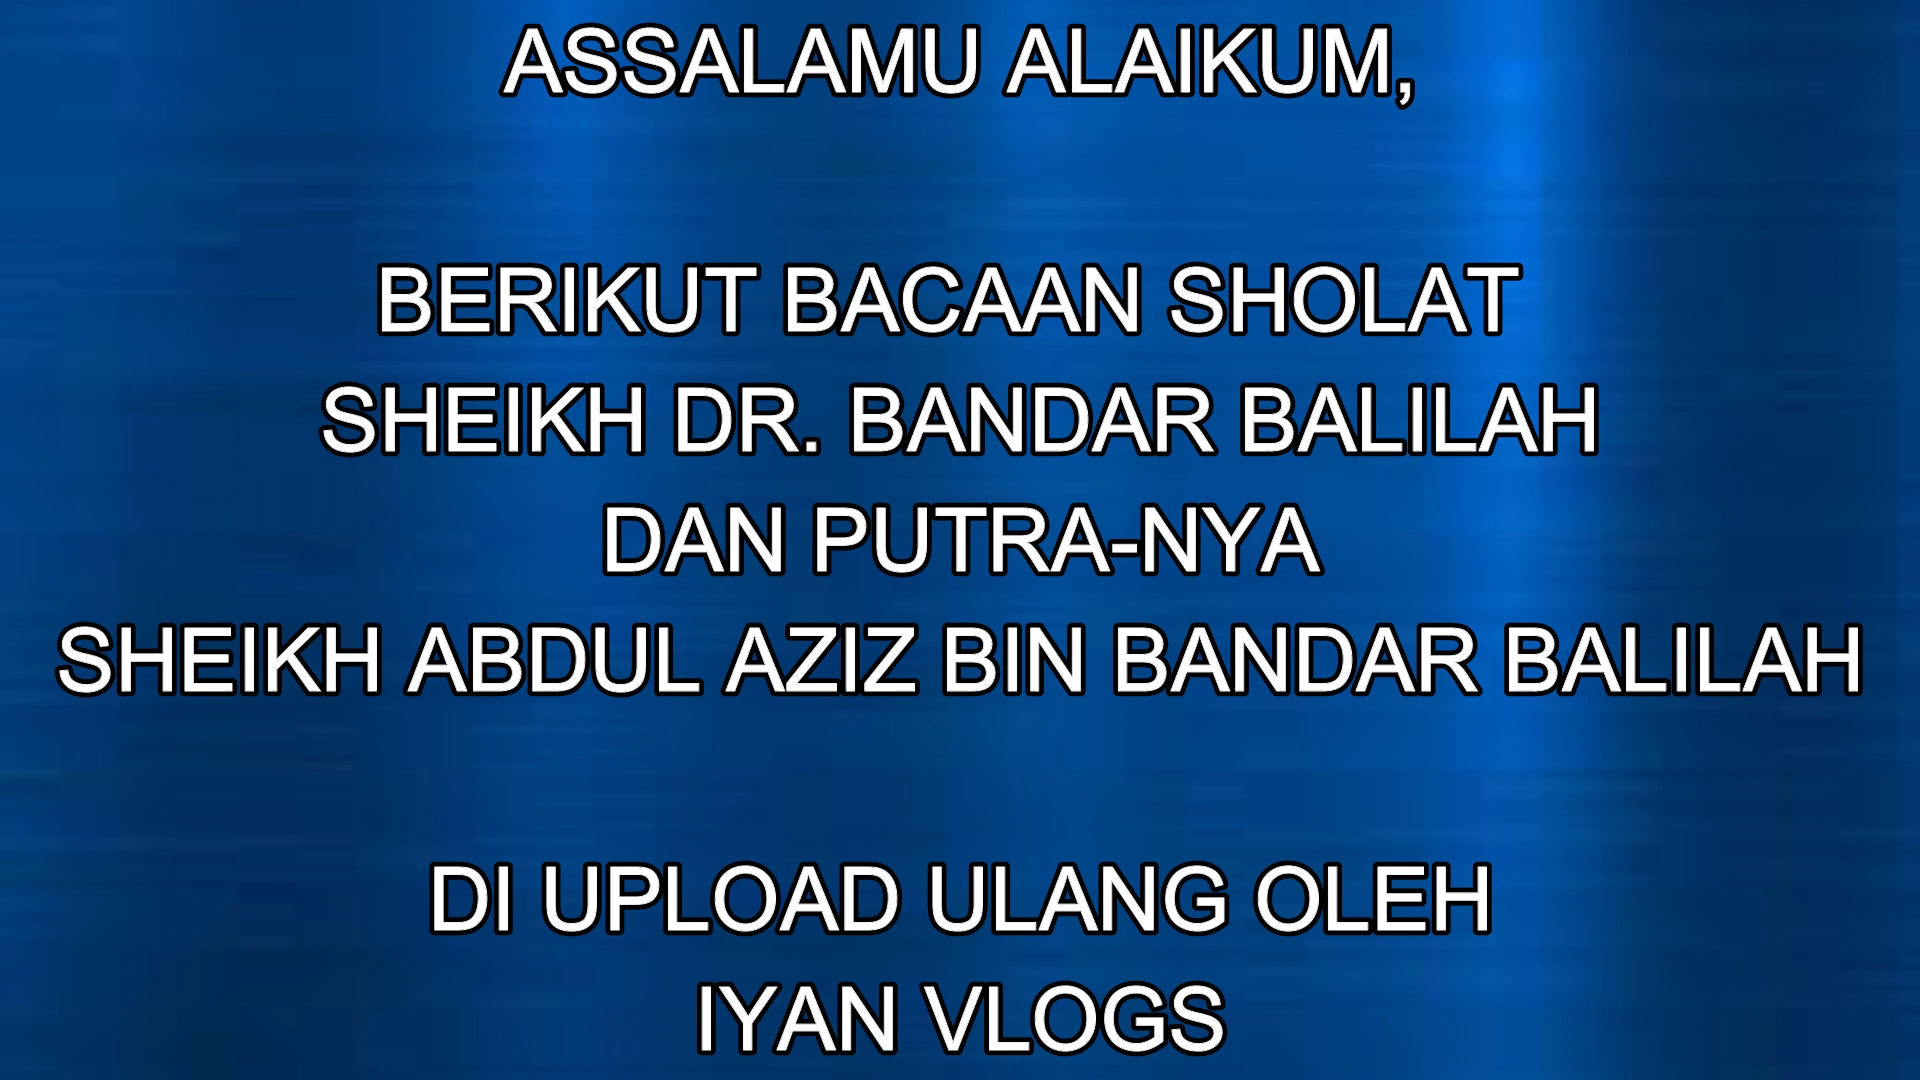 ASSALAMU ALAIKUM,
BERIKUT BACAAN SHOLAT
SHEIKH DR. BANDAR BALILAH
DAN PUTRA-NYA
SHEIKH ABDUL AZIZ BIN BANDAR BALILAH
DI UPLOAD ULANG OLEH
IYAN VLOGS